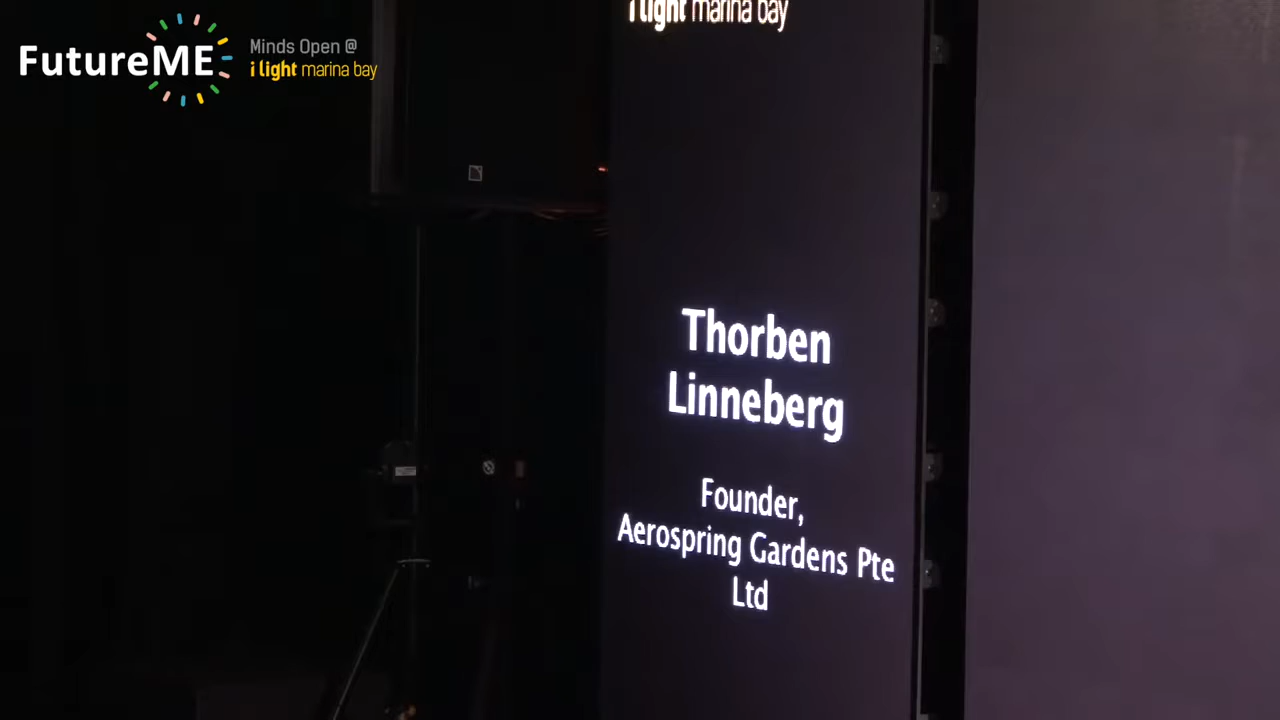 FutureME
Minds Open @
i light marina bay
i light marina bay
Thorben
Linneberg
Founder,
Aerospring Gardens Pte
Ltd